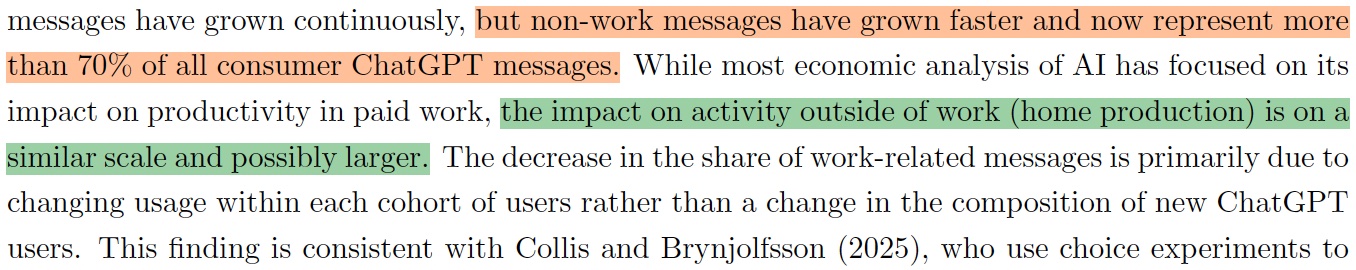 messages have grown continuously, but non-work messages have grown faster and now represent more
than 70% of all consumer ChatGPT messages. While most economic analysis of AI has focused on its
impact on productivity in paid work, the impact on activity outside of work (home production) is on a
similar scale and possibly larger. The decrease in the share of work-related messages is primarily due to
changing usage within each cohort of users rather than a change in the composition of new ChatGPT
users. This finding is consistent with Collis and Brynjolfsson (2025), who use choice experiments to